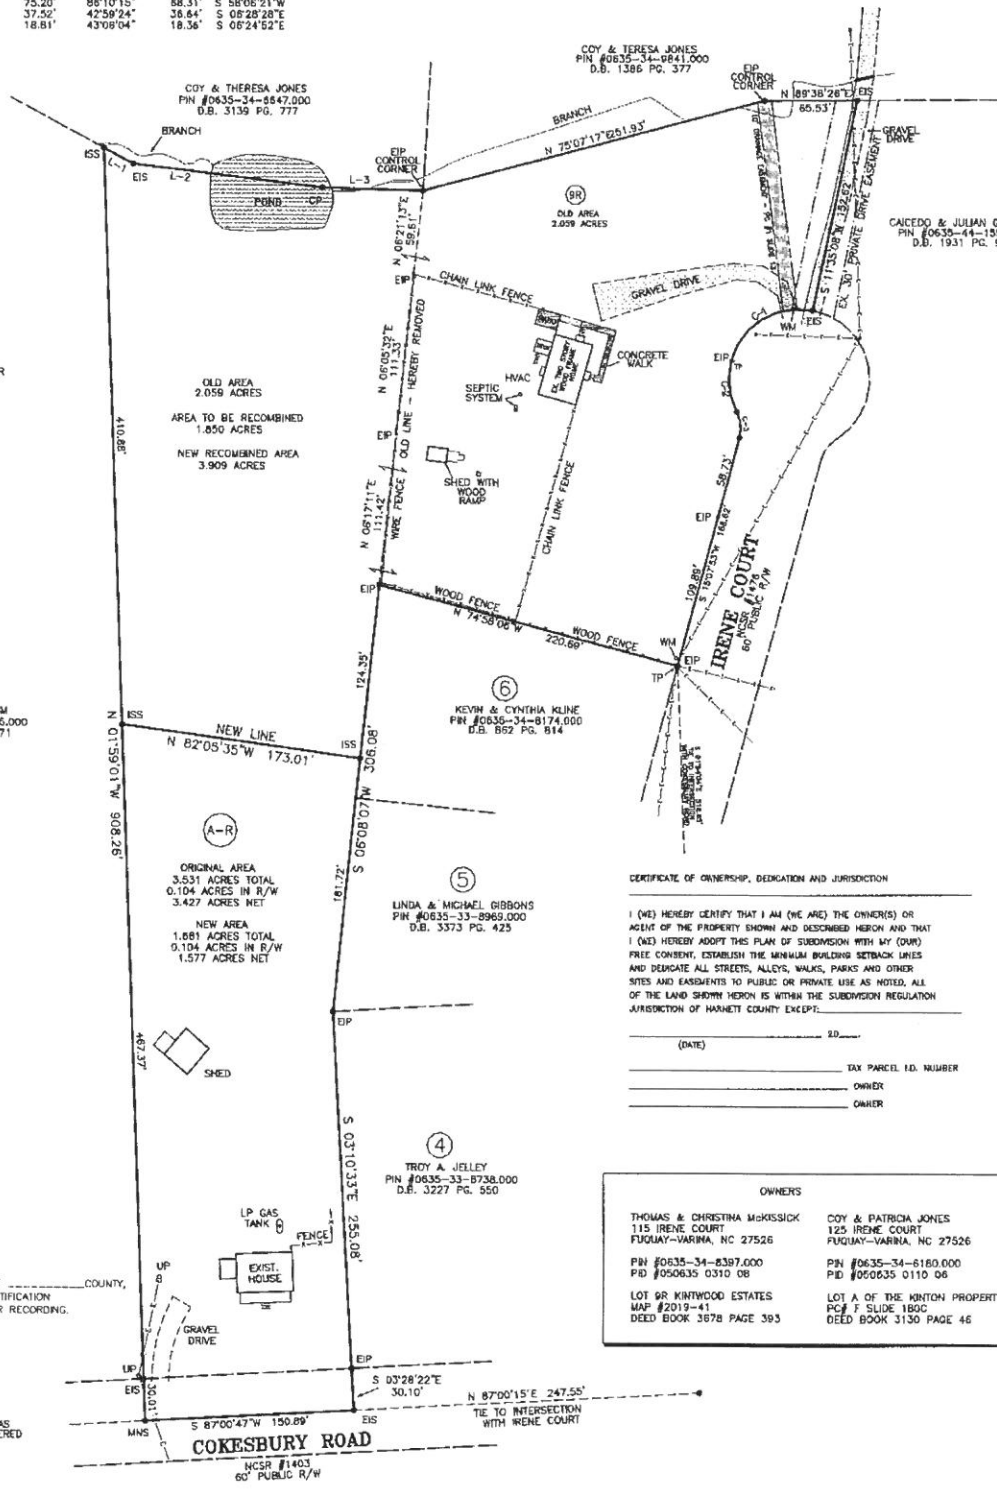 75.20' 86°10'15" 68.31' S 58°06'21"W
37.52' 42°59'24" 36.64' S 06°28'28"E
18.81' 43°08'04" 18.36' S 06°24'52"E
COY & TERESA JONES
PIN #0635-34-9841.000
D.B. 1386 PG. 377
COY & THERESA JONES
PIN #0635-34-5647.000
D.B. 3139 PG. 777
BRANCH
BRANCH
EIP
CONTROL
CORNER
N 89°38'26"E
65.53'
EIS
GRAVEL
DRIVE
ISS
L-1
EIS
L-2
POND
CP
L-3
EIP
CONTROL
CORNER
N 75°07'17"E
251.93'
9R
OLD AREA
2.059 ACRES
S 11°35'08"W 152.62'
EX. 30' PRIVATE DRIVE EASEMENT
CAICEDO & JULIAN
PIN #0635-44-15
D.B. 1931 PG.
N 06°21'13"E
59.61'
EIP
CHAIN LINK FENCE
GRAVEL DRIVE
WM
EIS
EIP
TP
N 06°05'32"E
111.33'
OLD LINE - HEREBY REMOVED
HVAC
EX. TWO STORY
WOOD FRAME
HOUSE
CONCRETE
WALK
SEPTIC
SYSTEM
OLD AREA
2.059 ACRES
AREA TO BE RECOMBINED
1.850 ACRES
NEW RECOMBINED AREA
3.909 ACRES
410.88'
EIP
SHED WITH
WOOD
RAMP
N 06°17'11"E
111.42'
WIRE FENCE
CHAIN LINK FENCE
58.73'
EIP
109.89'
S 15°07'53"W 168.62'
IRENE COURT
NCSR #1476
60' PUBLIC R/W
EIP
WOOD FENCE
N 74°58'06"W
WOOD FENCE
220.69'
WM
EIP
TP
124.35'
6
KEVIN & CYNTHIA KLINE
PIN #0635-34-8174.000
D.B. 862 PG. 814
ISS
NEW LINE
N 82°05'35"W 173.01'
ISS
N 01°59'01"W 908.26'
S 06°08'07"W 306.08'
181.72'
A-R
ORIGINAL AREA
3.531 ACRES TOTAL
0.104 ACRES IN R/W
3.427 ACRES NET
NEW AREA
1.681 ACRES TOTAL
0.104 ACRES IN R/W
1.577 ACRES NET
5
LINDA & MICHAEL GIBBONS
PIN #0635-33-8969.000
D.B. 3373 PG. 425
CERTIFICATE OF OWNERSHIP, DEDICATION AND JURISDICTION
I (WE) HEREBY CERTIFY THAT I AM (WE ARE) THE OWNER(S) OR
AGENT OF THE PROPERTY SHOWN AND DESCRIBED HERON AND THAT
I (WE) HEREBY ADOPT THIS PLAN OF SUBDIVISION WITH MY (OUR)
FREE CONSENT, ESTABLISH THE MINIMUM BUILDING SETBACK LINES
AND DEDICATE ALL STREETS, ALLEYS, WALKS, PARKS AND OTHER
SITES AND EASEMENTS TO PUBLIC OR PRIVATE USE AS NOTED, ALL
OF THE LAND SHOWN HERON IS WITHIN THE SUBDIVISION REGULATION
JURISDICTION OF HARNETT COUNTY EXCEPT:
20
(DATE)
TAX PARCEL I.D. NUMBER
OWNER
OWNER
EIP
467.37'
SHED
S 03°10'33"E 255.08'
4
TROY A. JELLEY
PIN #0635-33-8738.000
D.B. 3227 PG. 550
LP GAS
TANK
FENCE
EXIST.
HOUSE
UP
COUNTY,
TIFICATION
R RECORDING.
GRAVEL
DRIVE
UP
EIS
30.01'
MNS
EIP
S 03°28'22"E
30.10'
EIS
S 87°00'47"W 150.89'
N 87°00'15"E 247.55'
TIE TO INTERSECTION
WITH IRENE COURT
COKESBURY ROAD
NCSR #1403
60' PUBLIC R/W
OWNERS
THOMAS & CHRISTINA McKISSICK
115 IRENE COURT
FUQUAY-VARINA, NC 27526
PIN #0635-34-8397.000
PID #050635 0310 08
LOT 9R KINTWOOD ESTATES
MAP #2019-41
DEED BOOK 3678 PAGE 393
COY & PATRICIA JONES
125 IRENE COURT
FUQUAY-VARINA, NC 27526
PIN #0635-34-6160.000
PID #050635 0110 06
LOT A OF THE KINTON PROPERT
PC# F SLIDE 180C
DEED BOOK 3130 PAGE 46